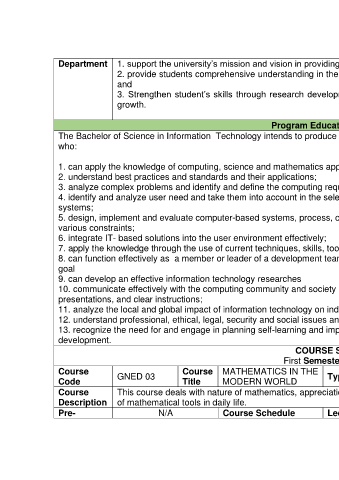 Department 1. support the university's mission and vision in providing
2. provide students comprehensive understanding in the
and
3. Strengthen student's skills through research develop
growth.
Program Educat
The Bachelor of Science in Information Technology intends to produce
who:
1. can apply the knowledge of computing, science and mathematics app
2. understand best practices and standards and their applications;
3. analyze complex problems and identify and define the computing requ
4. identify and analyze user need and take them into account in the sele
systems;
5. design, implement and evaluate computer-based systems, process, c
various constraints;
6. integrate IT- based solutions into the user environment effectively;
7. apply the knowledge through the use of current techniques, skills, too
8. can function effectively as a member or leader of a development team
goal
9. can develop an effective information technology researches
10. communicate effectively with the computing community and society
presentations, and clear instructions;
11. analyze the local and global impact of information technology on ind
12. understand professional, ethical, legal, security and social issues an
13. recognize the need for and engage in planning self-learning and imp
development.
COURSE S
First Semeste
Course Code GNED 03 Course Title MATHEMATICS IN THE MODERN WORLD Typ
Course Description This course deals with nature of mathematics, appreciati
of mathematical tools in daily life.
Pre- N/A Course Schedule Lec